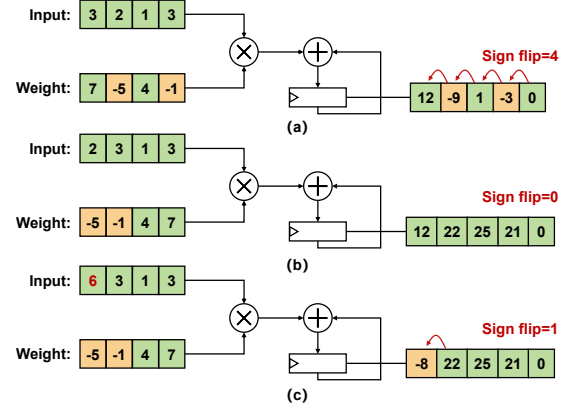 Input: 3 2 1 3
Sign flip=4
Weight: 7 -5 4 -1
12 -9 1 -3 0
(a)
Input: 2 3 1 3
Sign flip=0
Weight: -5 -1 4 7
12 22 25 21 0
(b)
Input: 6 3 1 3
Sign flip=1
Weight: -5 -1 4 7
-8 22 25 21 0
(c)